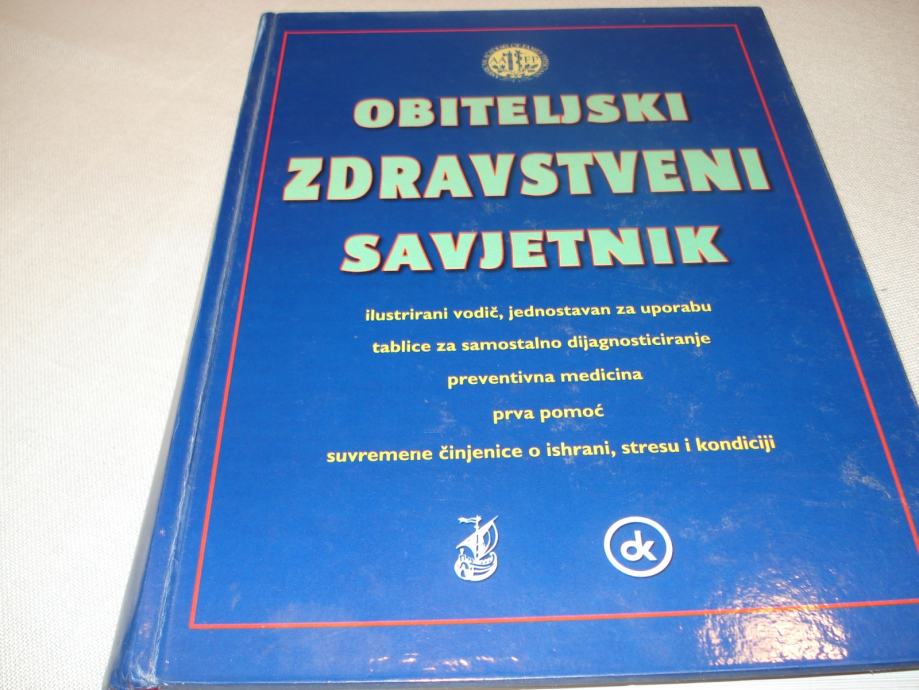 OBITELJSKI
ZDRAVSTVENI
SAVJETNIK
ilustrirani vodič, jednostavan za uporabu
tablice za samostalno dijagnosticiranje
preventivna medicina
prva pomoć
suvremene činjenice o ishrani, stresu i kondiciji
dk